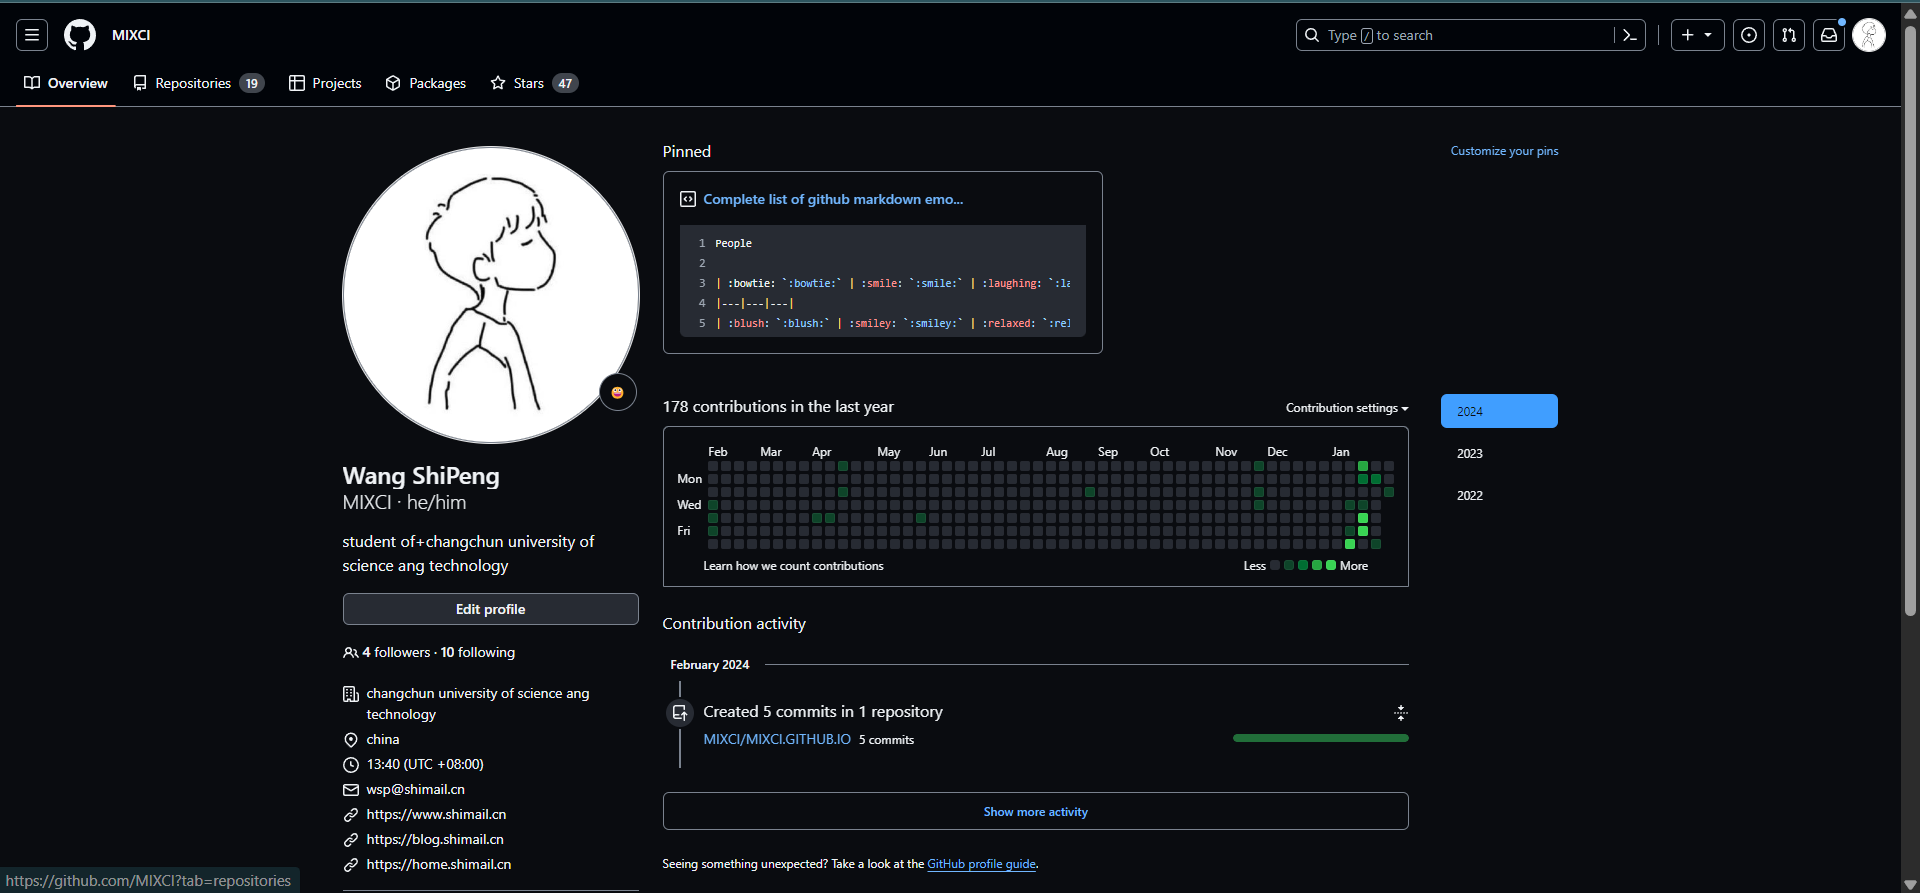 MIXCI
Type / to search
Overview
Repositories 19
Projects
Packages
Stars 47
Wang ShiPeng
MIXCI · he/him
student of+changchun university of
science ang technology
Edit profile
4 followers · 10 following
changchun university of science ang
technology
china
13:40 (UTC +08:00)
wsp@shimail.cn
https://www.shimail.cn
https://blog.shimail.cn
https://home.shimail.cn
Pinned
Customize your pins
Complete list of github markdown emo...
1 People
2
3 | :bowtie: `:bowtie:` | :smile: `:smile:` | :laughing: `:la
4 |---|---|---|
5 | :blush: `:blush:` | :smiley: `:smiley:` | :relaxed: `:rel
178 contributions in the last year
Contribution settings
Feb Mar Apr May Jun Jul Aug Sep Oct Nov Dec Jan
Mon
Wed
Fri
Learn how we count contributions
Less More
2024
2023
2022
Contribution activity
February 2024
Created 5 commits in 1 repository
MIXCI/MIXCI.GITHUB.IO 5 commits
Show more activity
Seeing something unexpected? Take a look at the GitHub profile guide.
https://github.com/MIXCI?tab=repositories